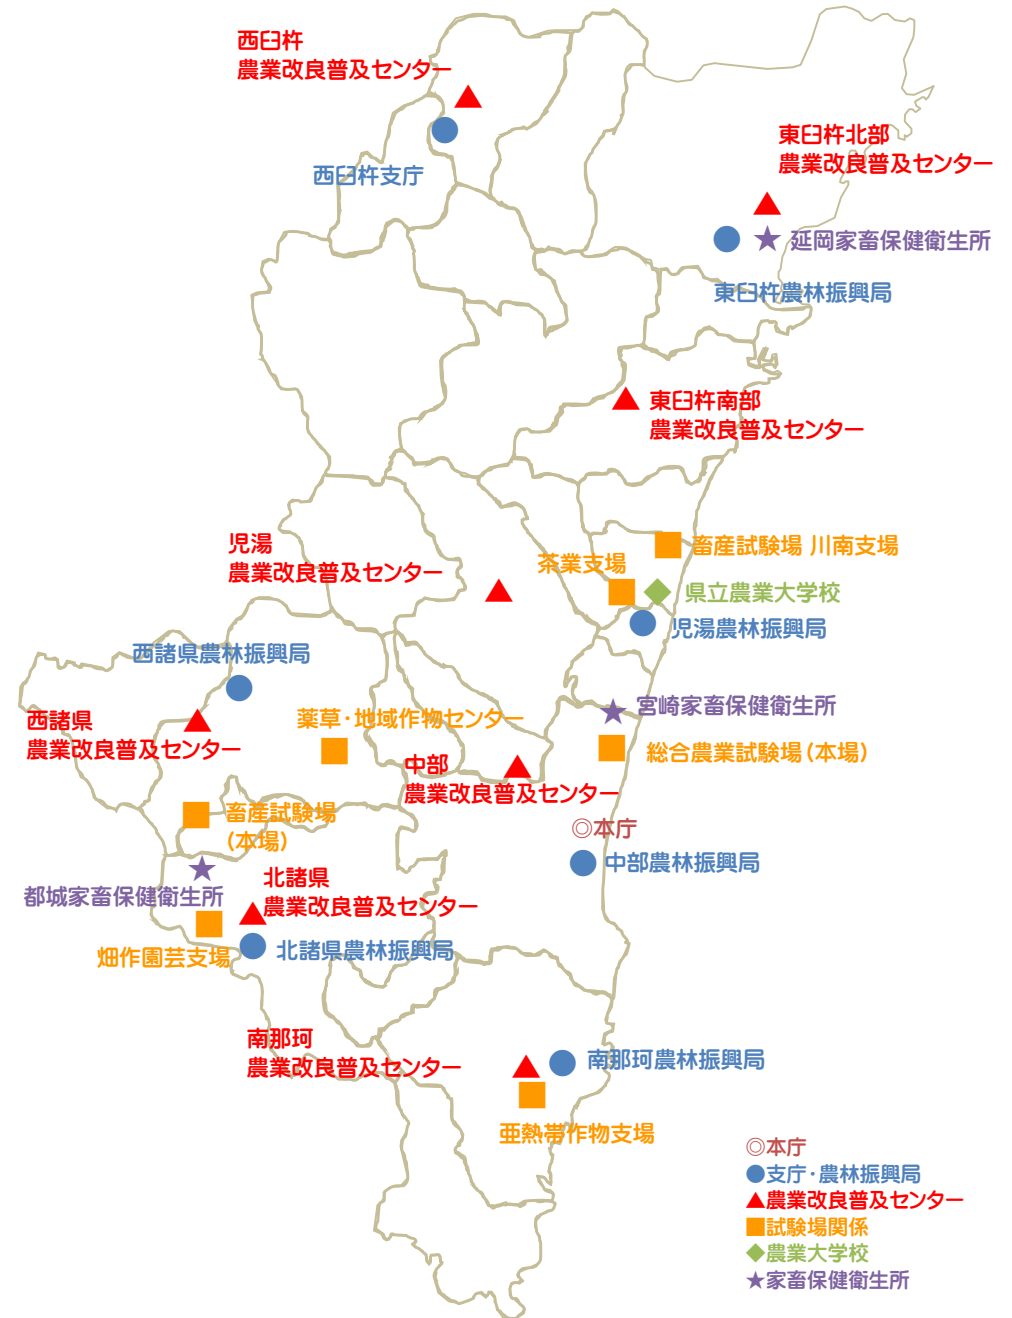 西臼杵
農業改良普及センター
西臼杵支庁
東臼杵北部
農業改良普及センター
延岡家畜保健衛生所
東臼杵農林振興局
東臼杵南部
農業改良普及センター
畜産試験場 川南支場
茶業支場
児湯
農業改良普及センター
県立農業大学校
児湯農林振興局
西諸県農林振興局
宮崎家畜保健衛生所
西諸県
農業改良普及センター
薬草・地域作物センター
総合農業試験場(本場)
中部
農業改良普及センター
畜産試験場
(本場)
◎本庁
中部農林振興局
都城家畜保健衛生所
北諸県
農業改良普及センター
畑作園芸支場
北諸県農林振興局
南那珂
農業改良普及センター
南那珂農林振興局
亜熱帯作物支場
◎本庁
●支庁・農林振興局
▲農業改良普及センター
■試験場関係
◆農業大学校
★家畜保健衛生所